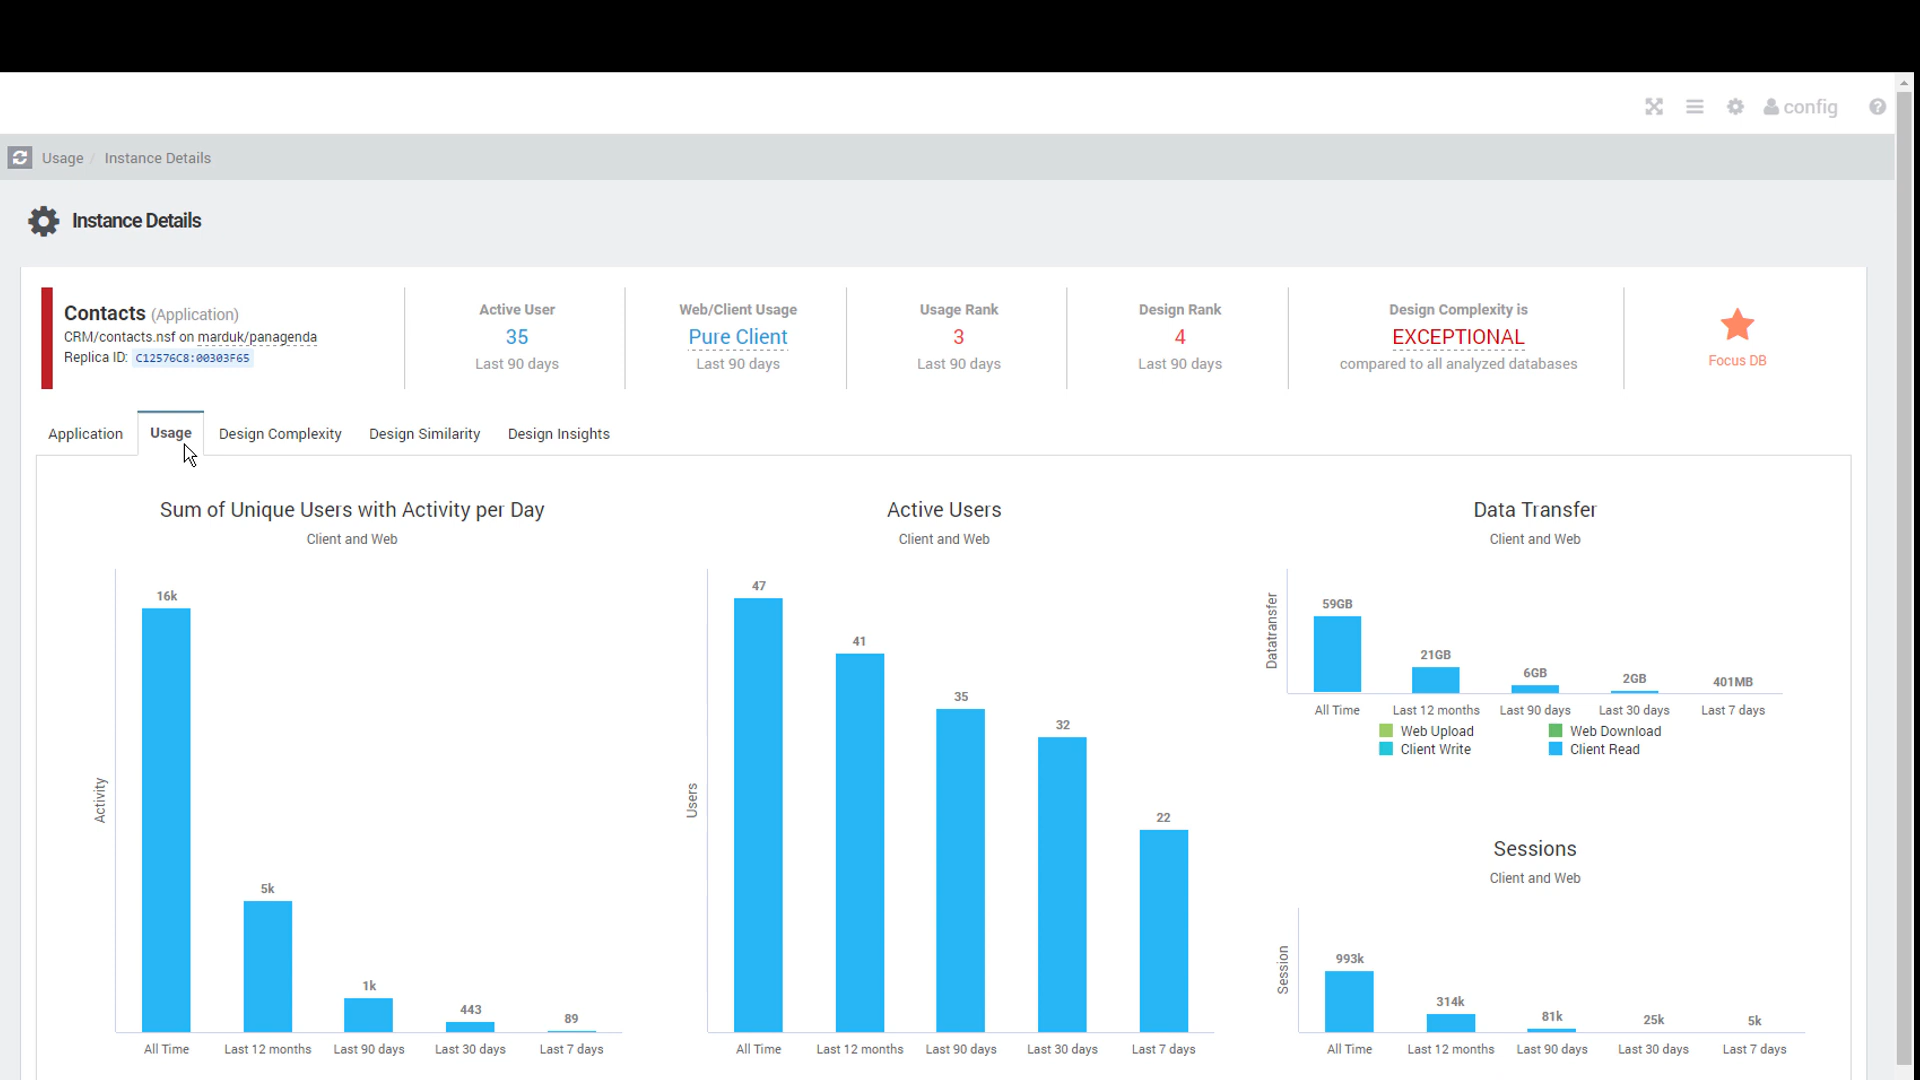 config
Usage / Instance Details
Instance Details
Contacts (Application)
CRM/contacts.nsf on marduk/panagenda
Replica ID: C12576C8:00303F65
Active User
35
Last 90 days
Web/Client Usage
Pure Client
Last 90 days
Usage Rank
3
Last 90 days
Design Rank
4
Last 90 days
Design Complexity is
EXCEPTIONAL
compared to all analyzed databases
Focus DB
Application Usage Design Complexity Design Similarity Design Insights
Sum of Unique Users with Activity per Day
Client and Web
Activity
16k
5k
1k
443
89
All Time Last 12 months Last 90 days Last 30 days Last 7 days
Active Users
Client and Web
Users
47
41
35
32
22
All Time Last 12 months Last 90 days Last 30 days Last 7 days
Data Transfer
Client and Web
Datatransfer
59GB
21GB
6GB
2GB
401MB
All Time Last 12 months Last 90 days Last 30 days Last 7 days
Web Upload Web Download
Client Write Client Read
Sessions
Client and Web
Session
993k
314k
81k
25k
5k
All Time Last 12 months Last 90 days Last 30 days Last 7 days